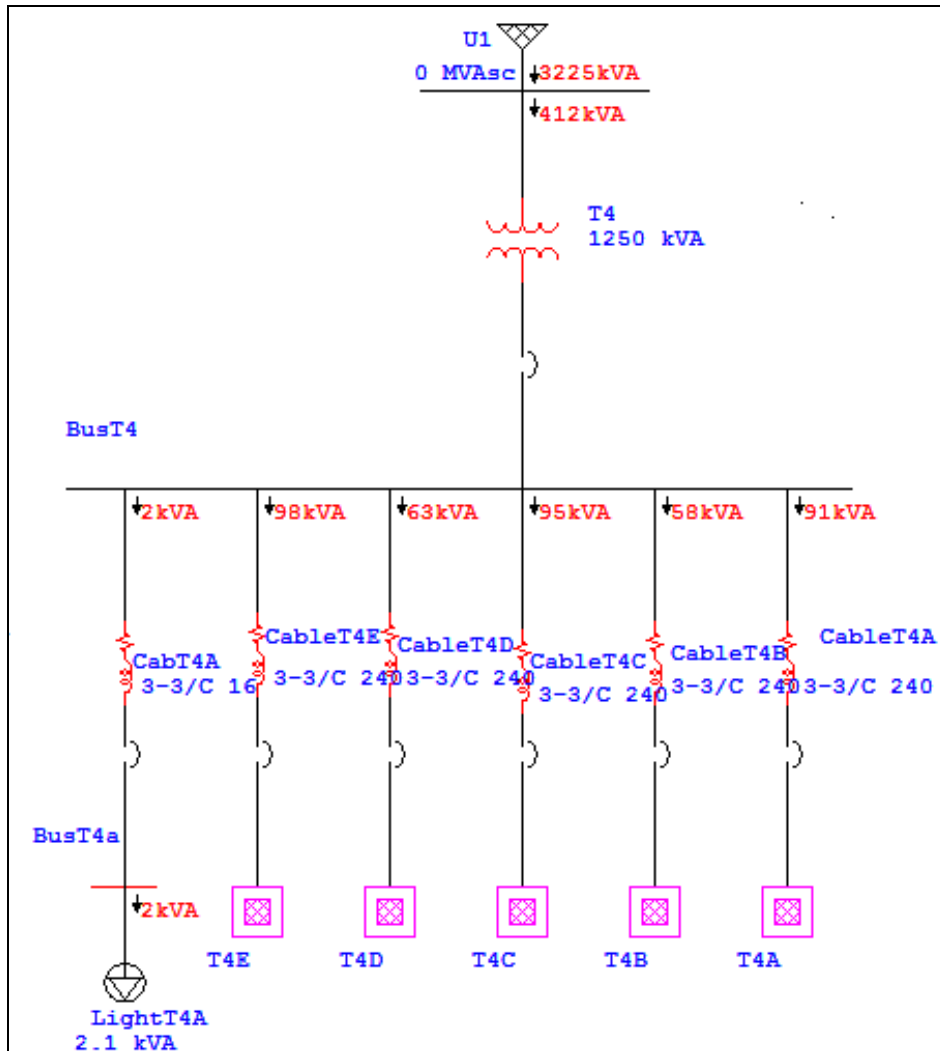 U1
0 MVAsc 3225kVA
412kVA
T4
1250 kVA
BusT4
2kVA 98kVA 63kVA 95kVA 58kVA 91kVA
CabT4A CableT4E CableT4D CableT4C CableT4B CableT4A
3-3/C 16 3-3/C 240 3-3/C 240 3-3/C 240 3-3/C 240 3-3/C 240
BusT4a
2kVA
T4E T4D T4C T4B T4A
LightT4A
2.1 kVA